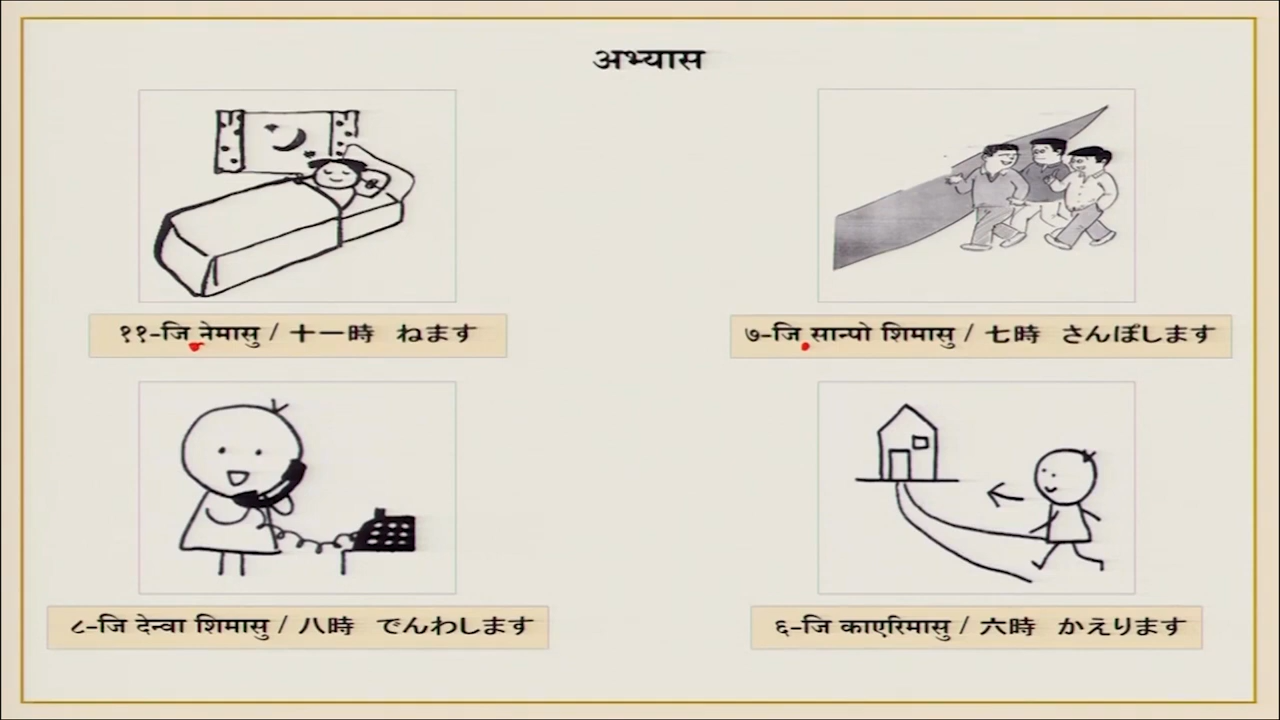 अभ्यास
११-जि नेमासु / 十一時 ねます
७-जि सान्पो शिमासु / 七時 さんぽします
८-जि देन्वा शिमासु / 八時 でんわします
६-जि काएरिमासु / 六時 かえります